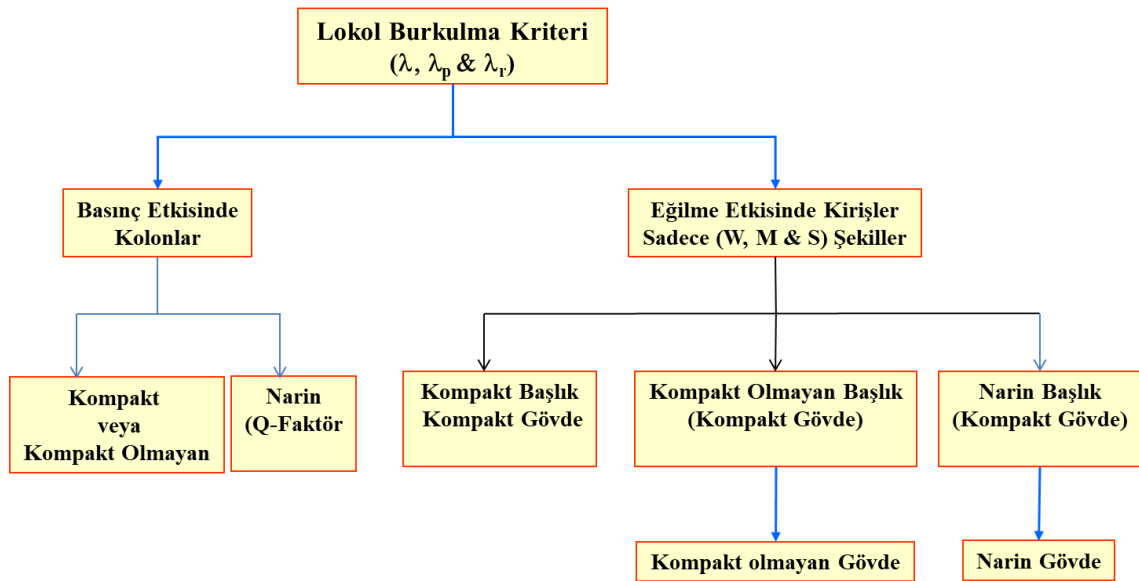 Lokol Burkulma Kriteri
(λ, λp & λr)
Basınç Etkisinde
Kolonlar
Eğilme Etkisinde Kirişler
Sadece (W, M & S) Şekiller
Kompakt
veya
Kompakt Olmayan
Narin
(Q-Faktör
Kompakt Başlık
Kompakt Gövde
Kompakt Olmayan Başlık
(Kompakt Gövde)
Narin Başlık
(Kompakt Gövde)
Kompakt olmayan Gövde
Narin Gövde